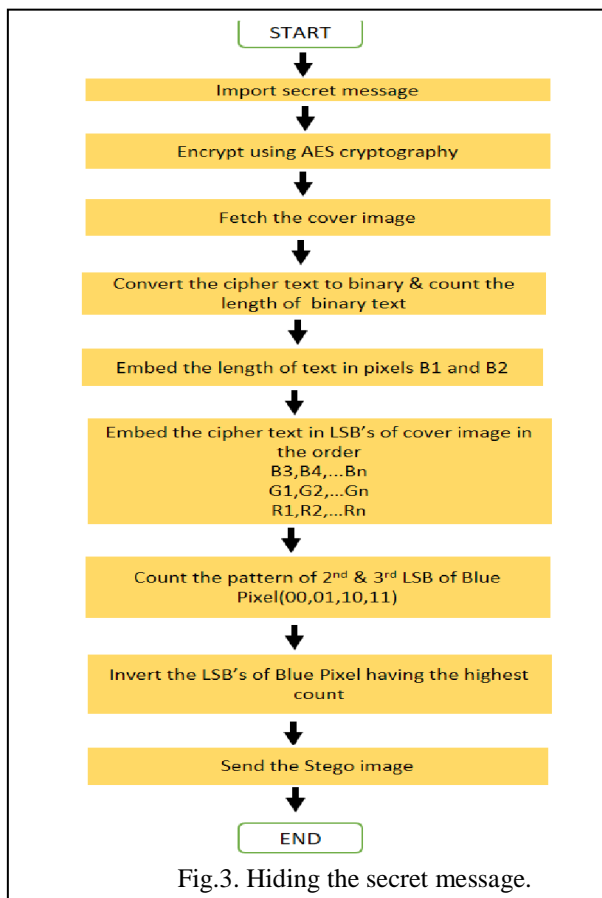 START
Import secret message
Encrypt using AES cryptography
Fetch the cover image
Convert the cipher text to binary & count the
length of binary text
Embed the length of text in pixels B1 and B2
Embed the cipher text in LSB's of cover image in
the order
B3,B4,...Bn
G1,G2,...Gn
R1,R2,...Rn
Count the pattern of 2nd & 3rd LSB of Blue
Pixel(00,01,10,11)
Invert the LSB's of Blue Pixel having the highest
count
Send the Stego image
END
Fig.3. Hiding the secret message.